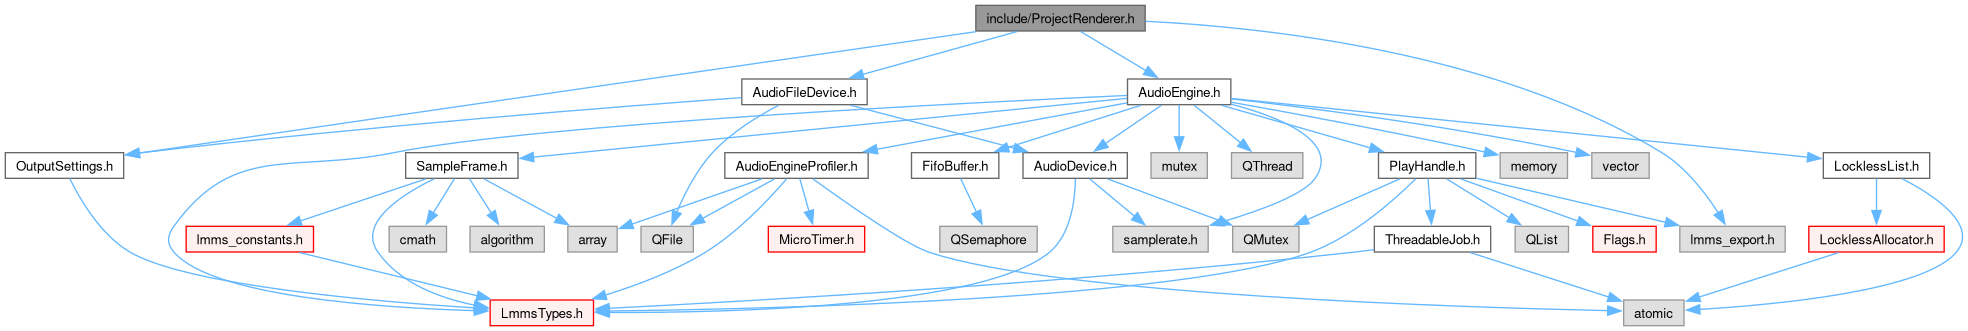 include/ProjectRenderer.h
AudioFileDevice.h
AudioEngine.h
OutputSettings.h
SampleFrame.h
AudioEngineProfiler.h
FifoBuffer.h
AudioDevice.h
mutex
QThread
PlayHandle.h
memory
vector
LocklessList.h
lmms_constants.h
cmath
algorithm
array
QFile
MicroTimer.h
QSemaphore
samplerate.h
QMutex
ThreadableJob.h
QList
Flags.h
lmms_export.h
LocklessAllocator.h
LmmsTypes.h
atomic